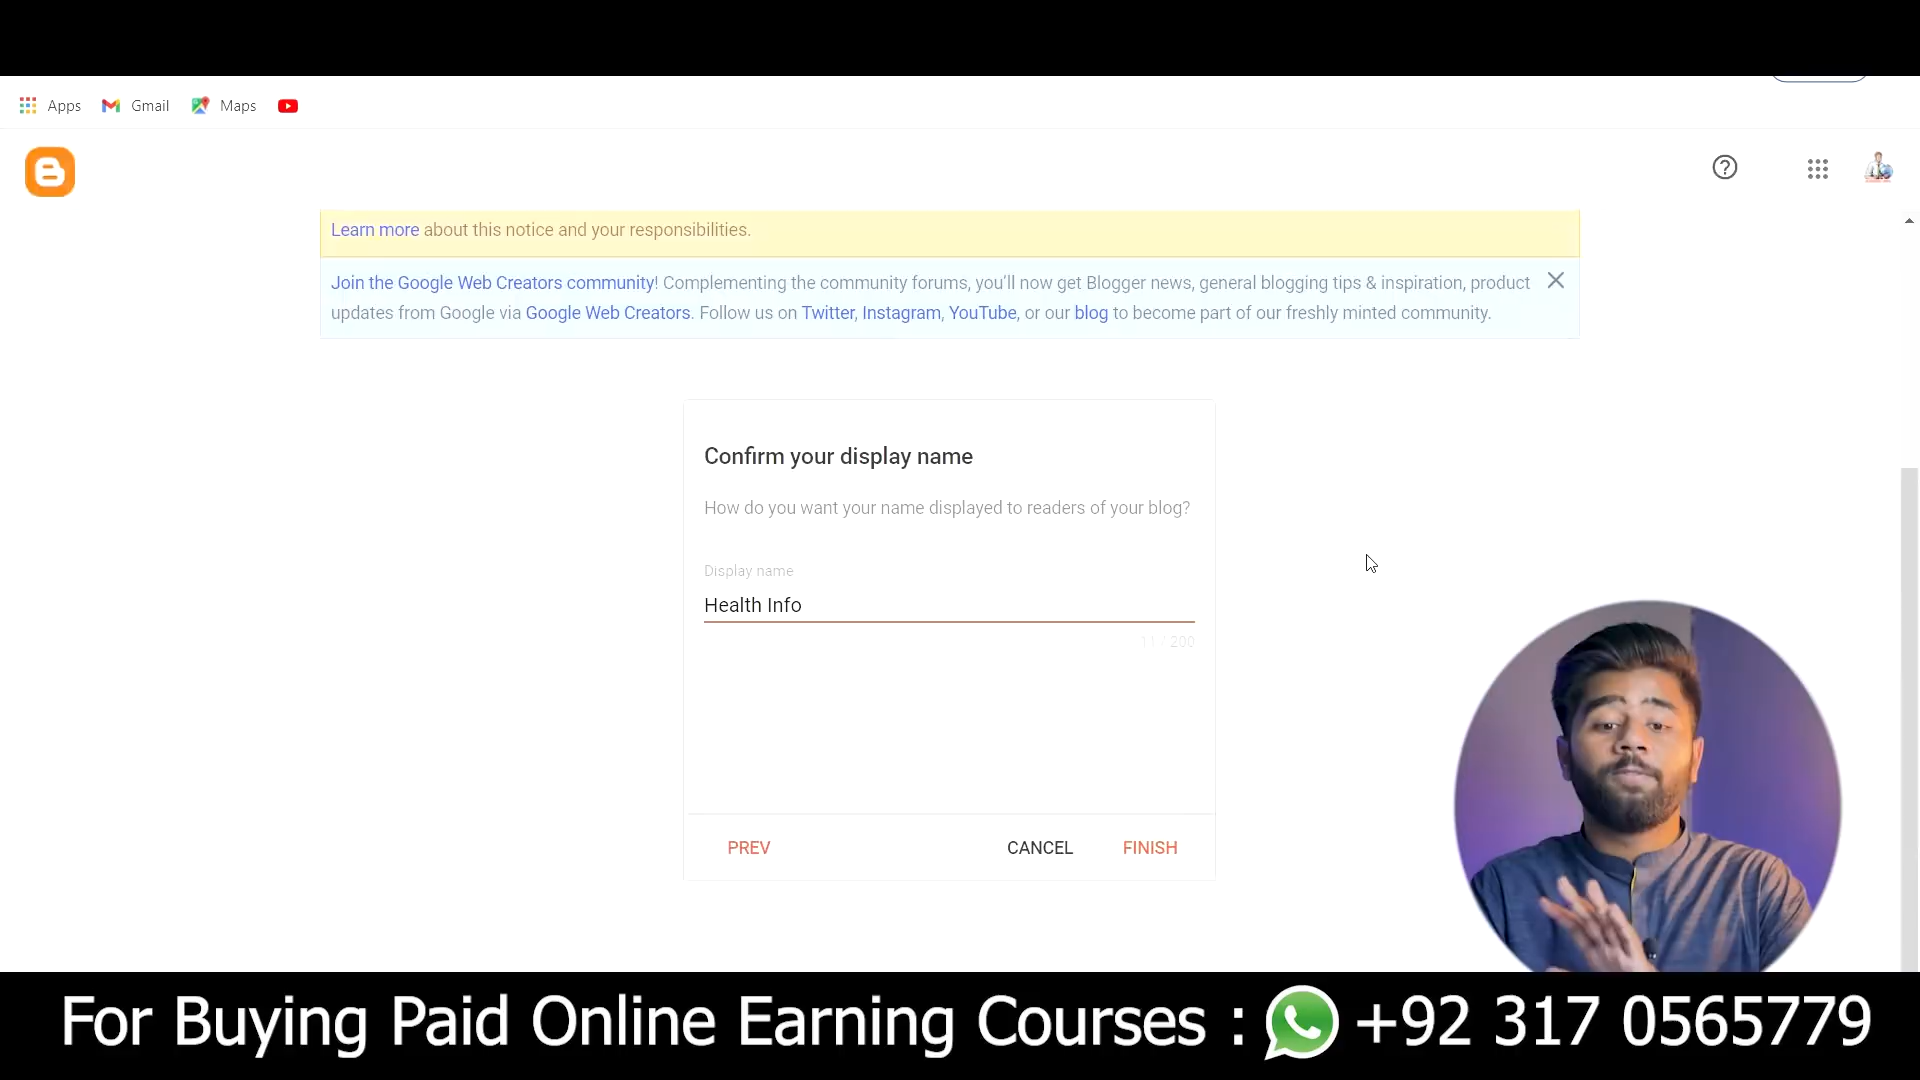 Apps Gmail Maps
Learn more about this notice and your responsibilities.
Join the Google Web Creators community! Complementing the community forums, you'll now get Blogger news, general blogging tips & inspiration, product
updates from Google via Google Web Creators. Follow us on Twitter, Instagram, YouTube, or our blog to become part of our freshly minted community.
Confirm your display name
How do you want your name displayed to readers of your blog?
Display name
Health Info
11 / 200
PREV CANCEL FINISH
For Buying Paid Online Earning Courses : +92 317 0565779